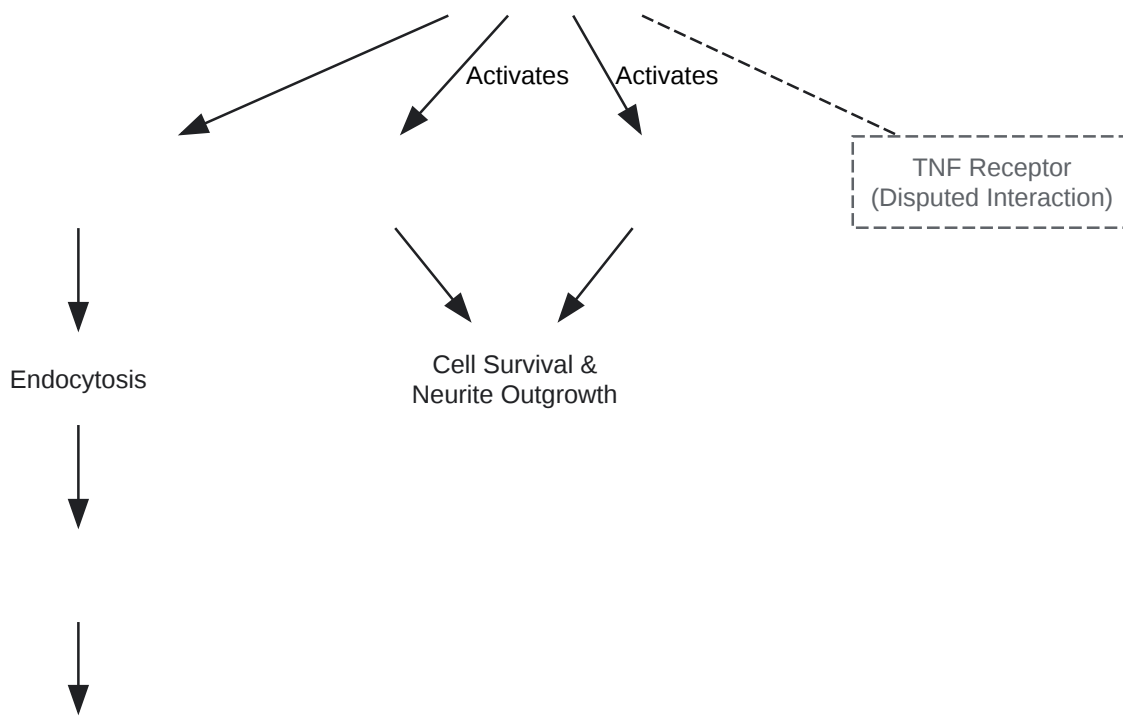 Activates
Activates
TNF Receptor
(Disputed Interaction)
Endocytosis
Cell Survival &
Neurite Outgrowth